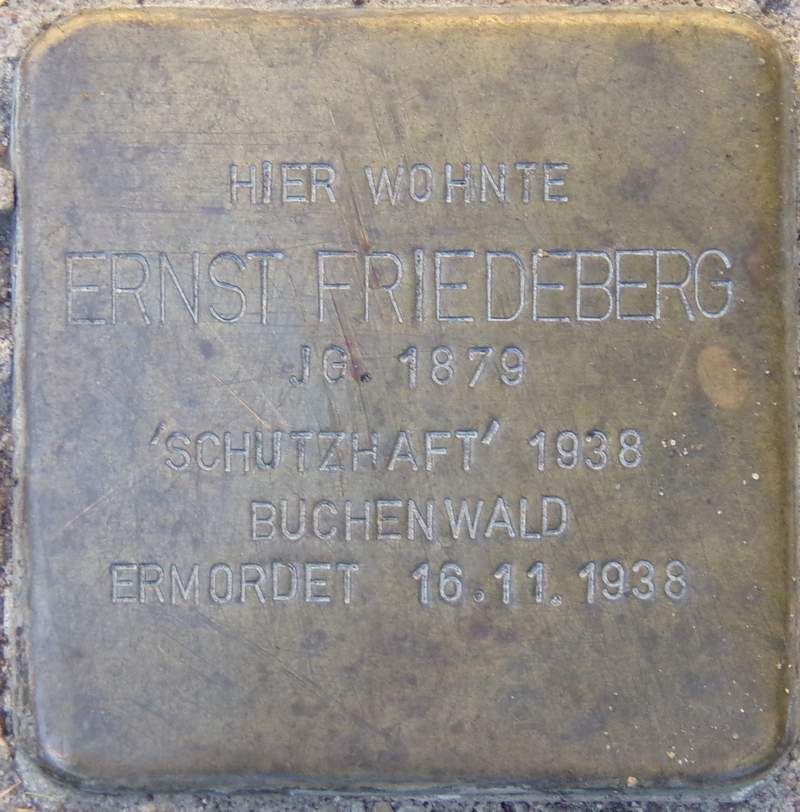 HIER WOHNTE
ERNST FRIEDEBERG
JG. 1879
'SCHUTZHAFT' 1938
BUCHENWALD
ERMORDET 16.11.1938